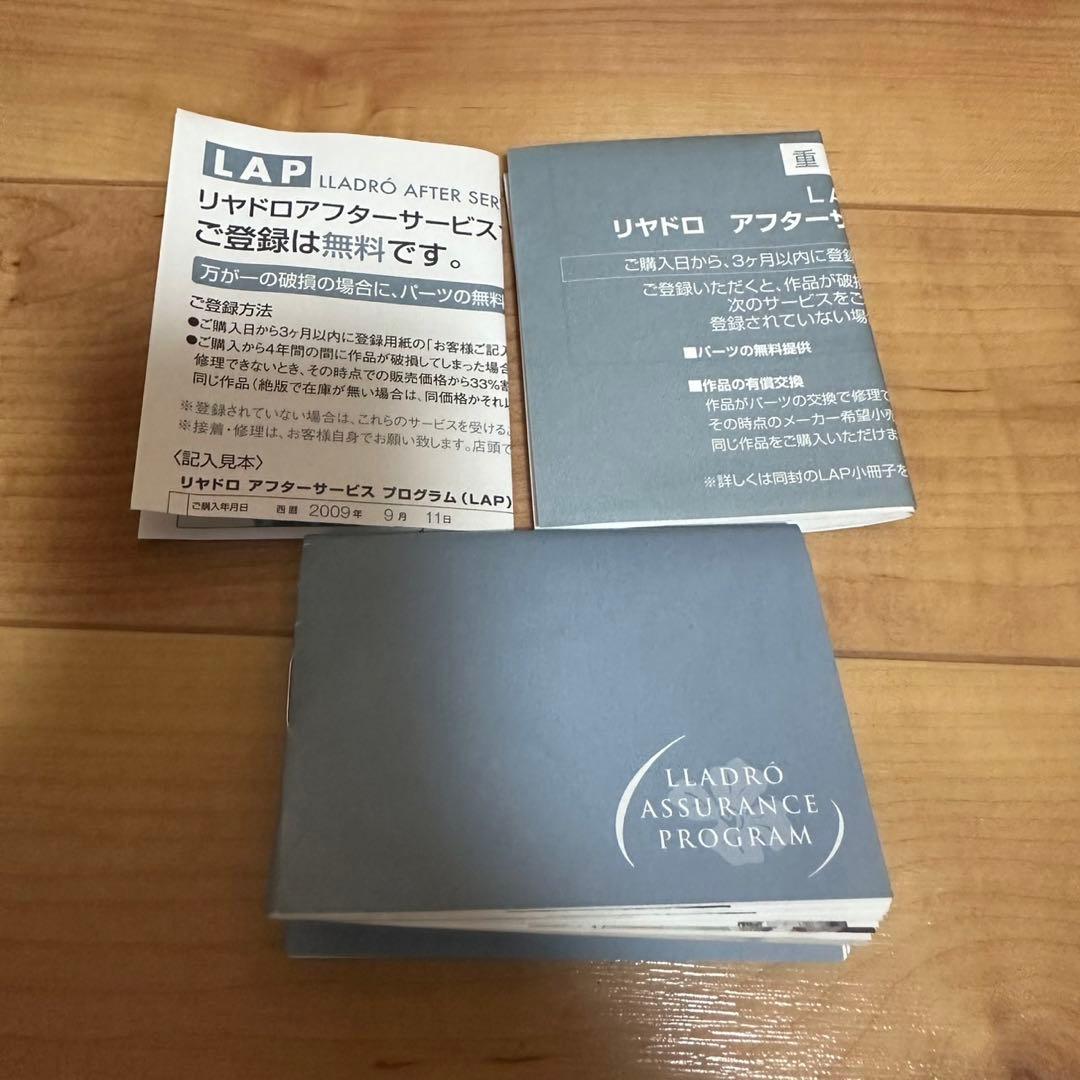 LAP LLADRÓ AFTER SER
リヤドロアフターサービス
ご登録は無料です。
万が一の破損の場合に、パーツの無料
ご登録方法
●ご購入日から3ヶ月以内に登録用紙の「お客様ご記入
●ご購入から4年間の間に作品が破損してしまった場合
修理できないとき、その時点での販売価格から33%割
同じ作品(絶版で在庫が無い場合は、同価格かそれ以
※登録されていない場合は、これらのサービスを受ける
※接着・修理は、お客様自身でお願い致します。店頭で
〈記入見本〉
リヤドロ アフターサービス プログラム(LAP)
ご購入年月日 西暦 2009年 9月 11日
重
LA
リヤドロ アフターサ
ご購入日から、3ヶ月以内に登録
ご登録いただくと、作品が破損
次のサービスをご
登録されていない場
■パーツの無料提供
■作品の有償交換
作品がパーツの交換で修理で
その時点のメーカー希望小売
同じ作品をご購入いただけま
※詳しくは同封のLAP小冊子を
LLADRÓ
ASSURANCE
PROGRAM